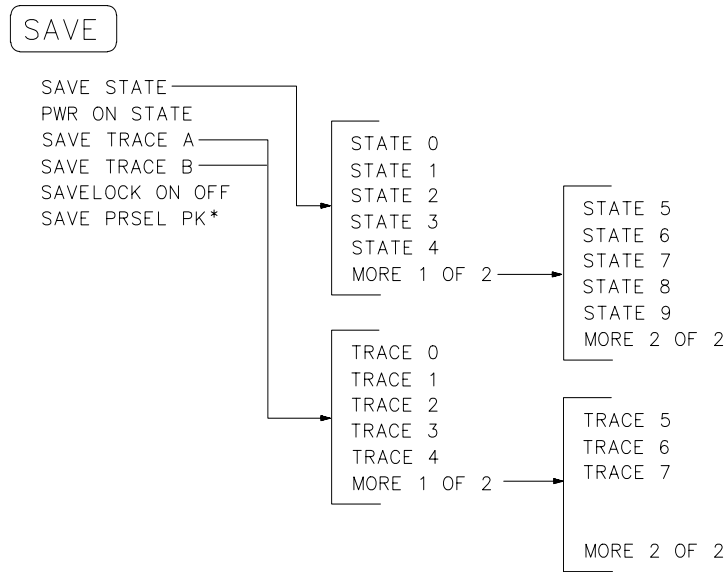 SAVE
SAVE STATE
PWR ON STATE
SAVE TRACE A
SAVE TRACE B
SAVELOCK ON OFF
SAVE PRSEL PK*
STATE 0
STATE 1
STATE 2
STATE 3
STATE 4
MORE 1 OF 2
STATE 5
STATE 6
STATE 7
STATE 8
STATE 9
MORE 2 OF 2
TRACE 0
TRACE 1
TRACE 2
TRACE 3
TRACE 4
MORE 1 OF 2
TRACE 5
TRACE 6
TRACE 7
MORE 2 OF 2